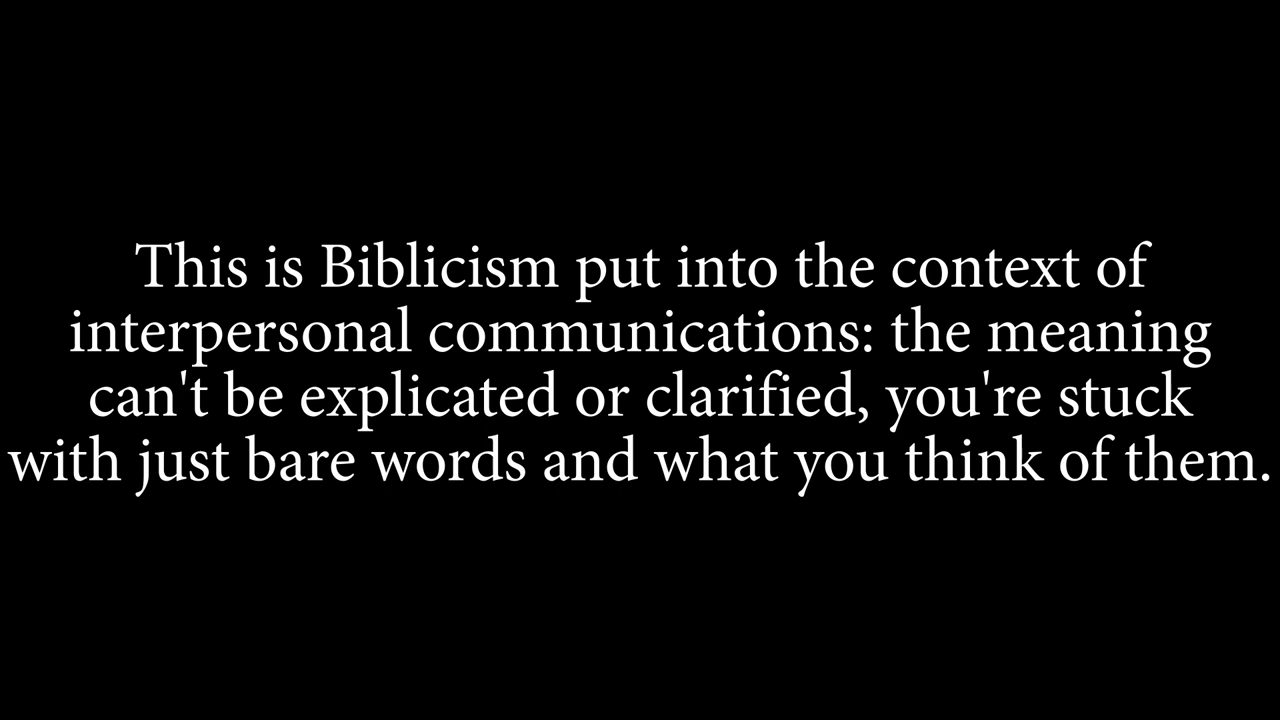 This is Biblicism put into the context of
interpersonal communications: the meaning
can't be explicated or clarified, you're stuck
with just bare words and what you think of them.